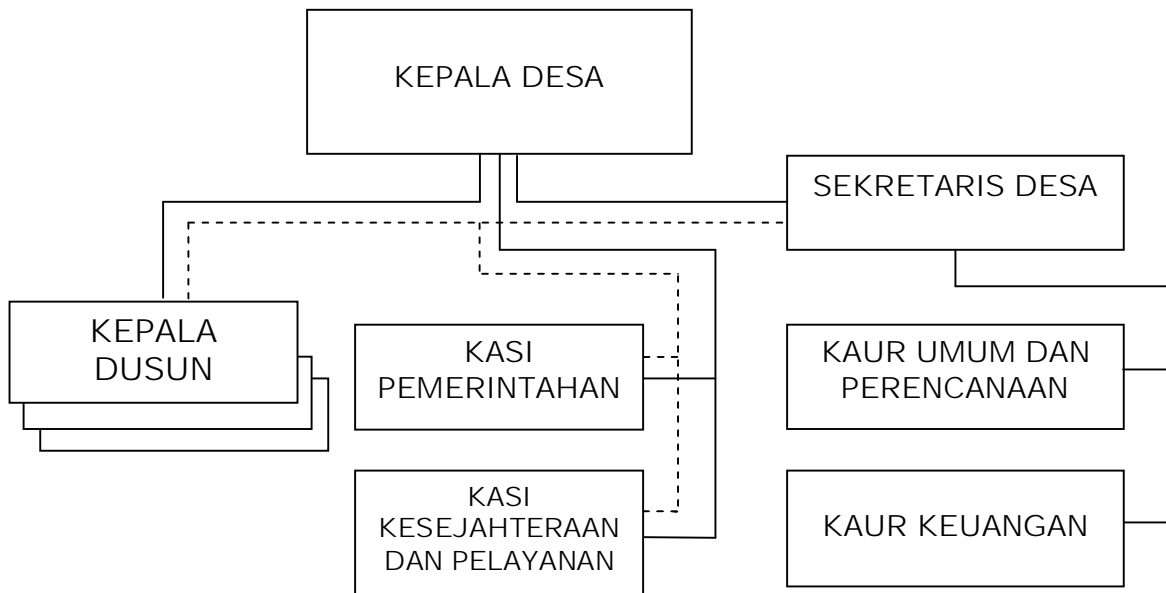 KEPALA DESA
SEKRETARIS DESA
KEPALA
DUSUN
KASI
PEMERINTAHAN
KAUR UMUM DAN
PERENCANAAN
KASI
KESEJAHTERAAN
DAN PELAYANAN
KAUR KEUANGAN